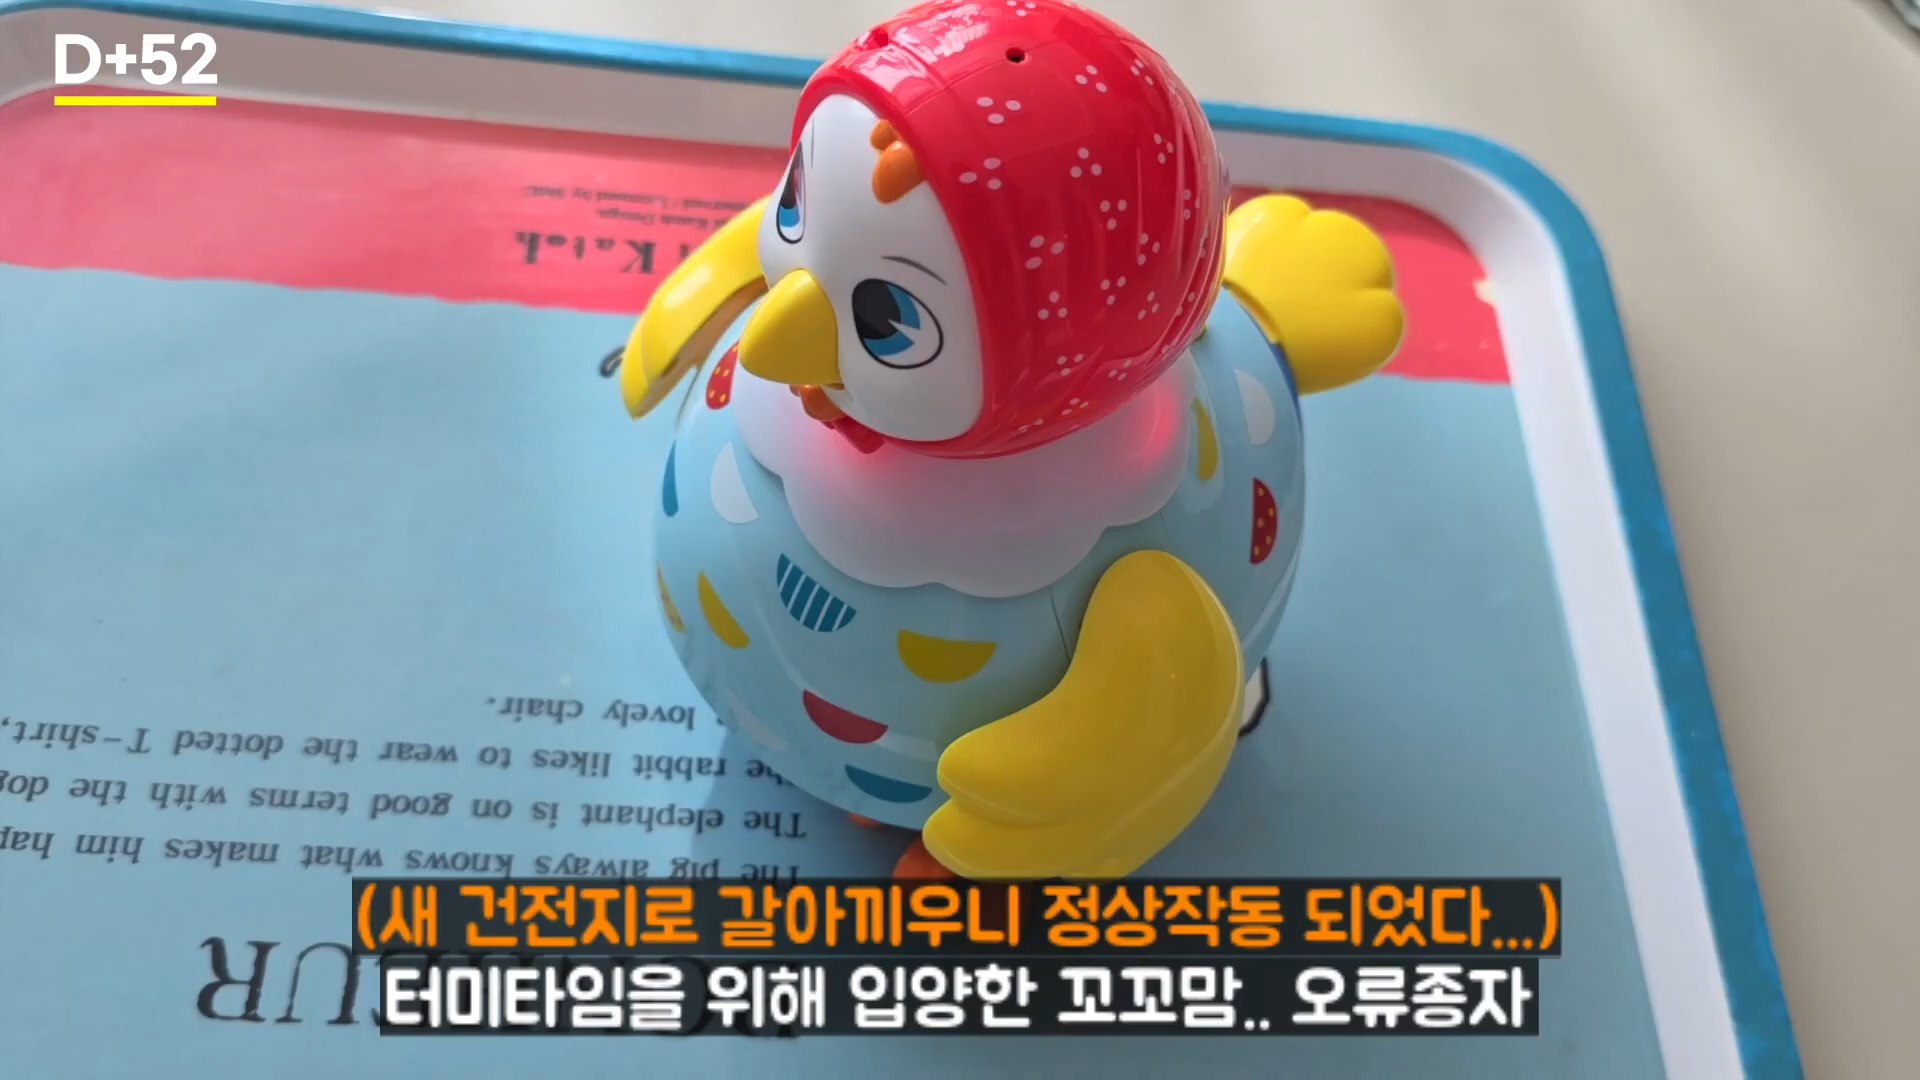 D+52
Katoh
lovely chair.
rabbit likes to wear the dotted T-shirt,
The elephant is on good terms with the dog
The pig always knows what makes him
(새 건전지로 갈아끼우니 정상작동 되었다...)
터미타임을 위해 입양한 꼬꼬맘.. 오류종자